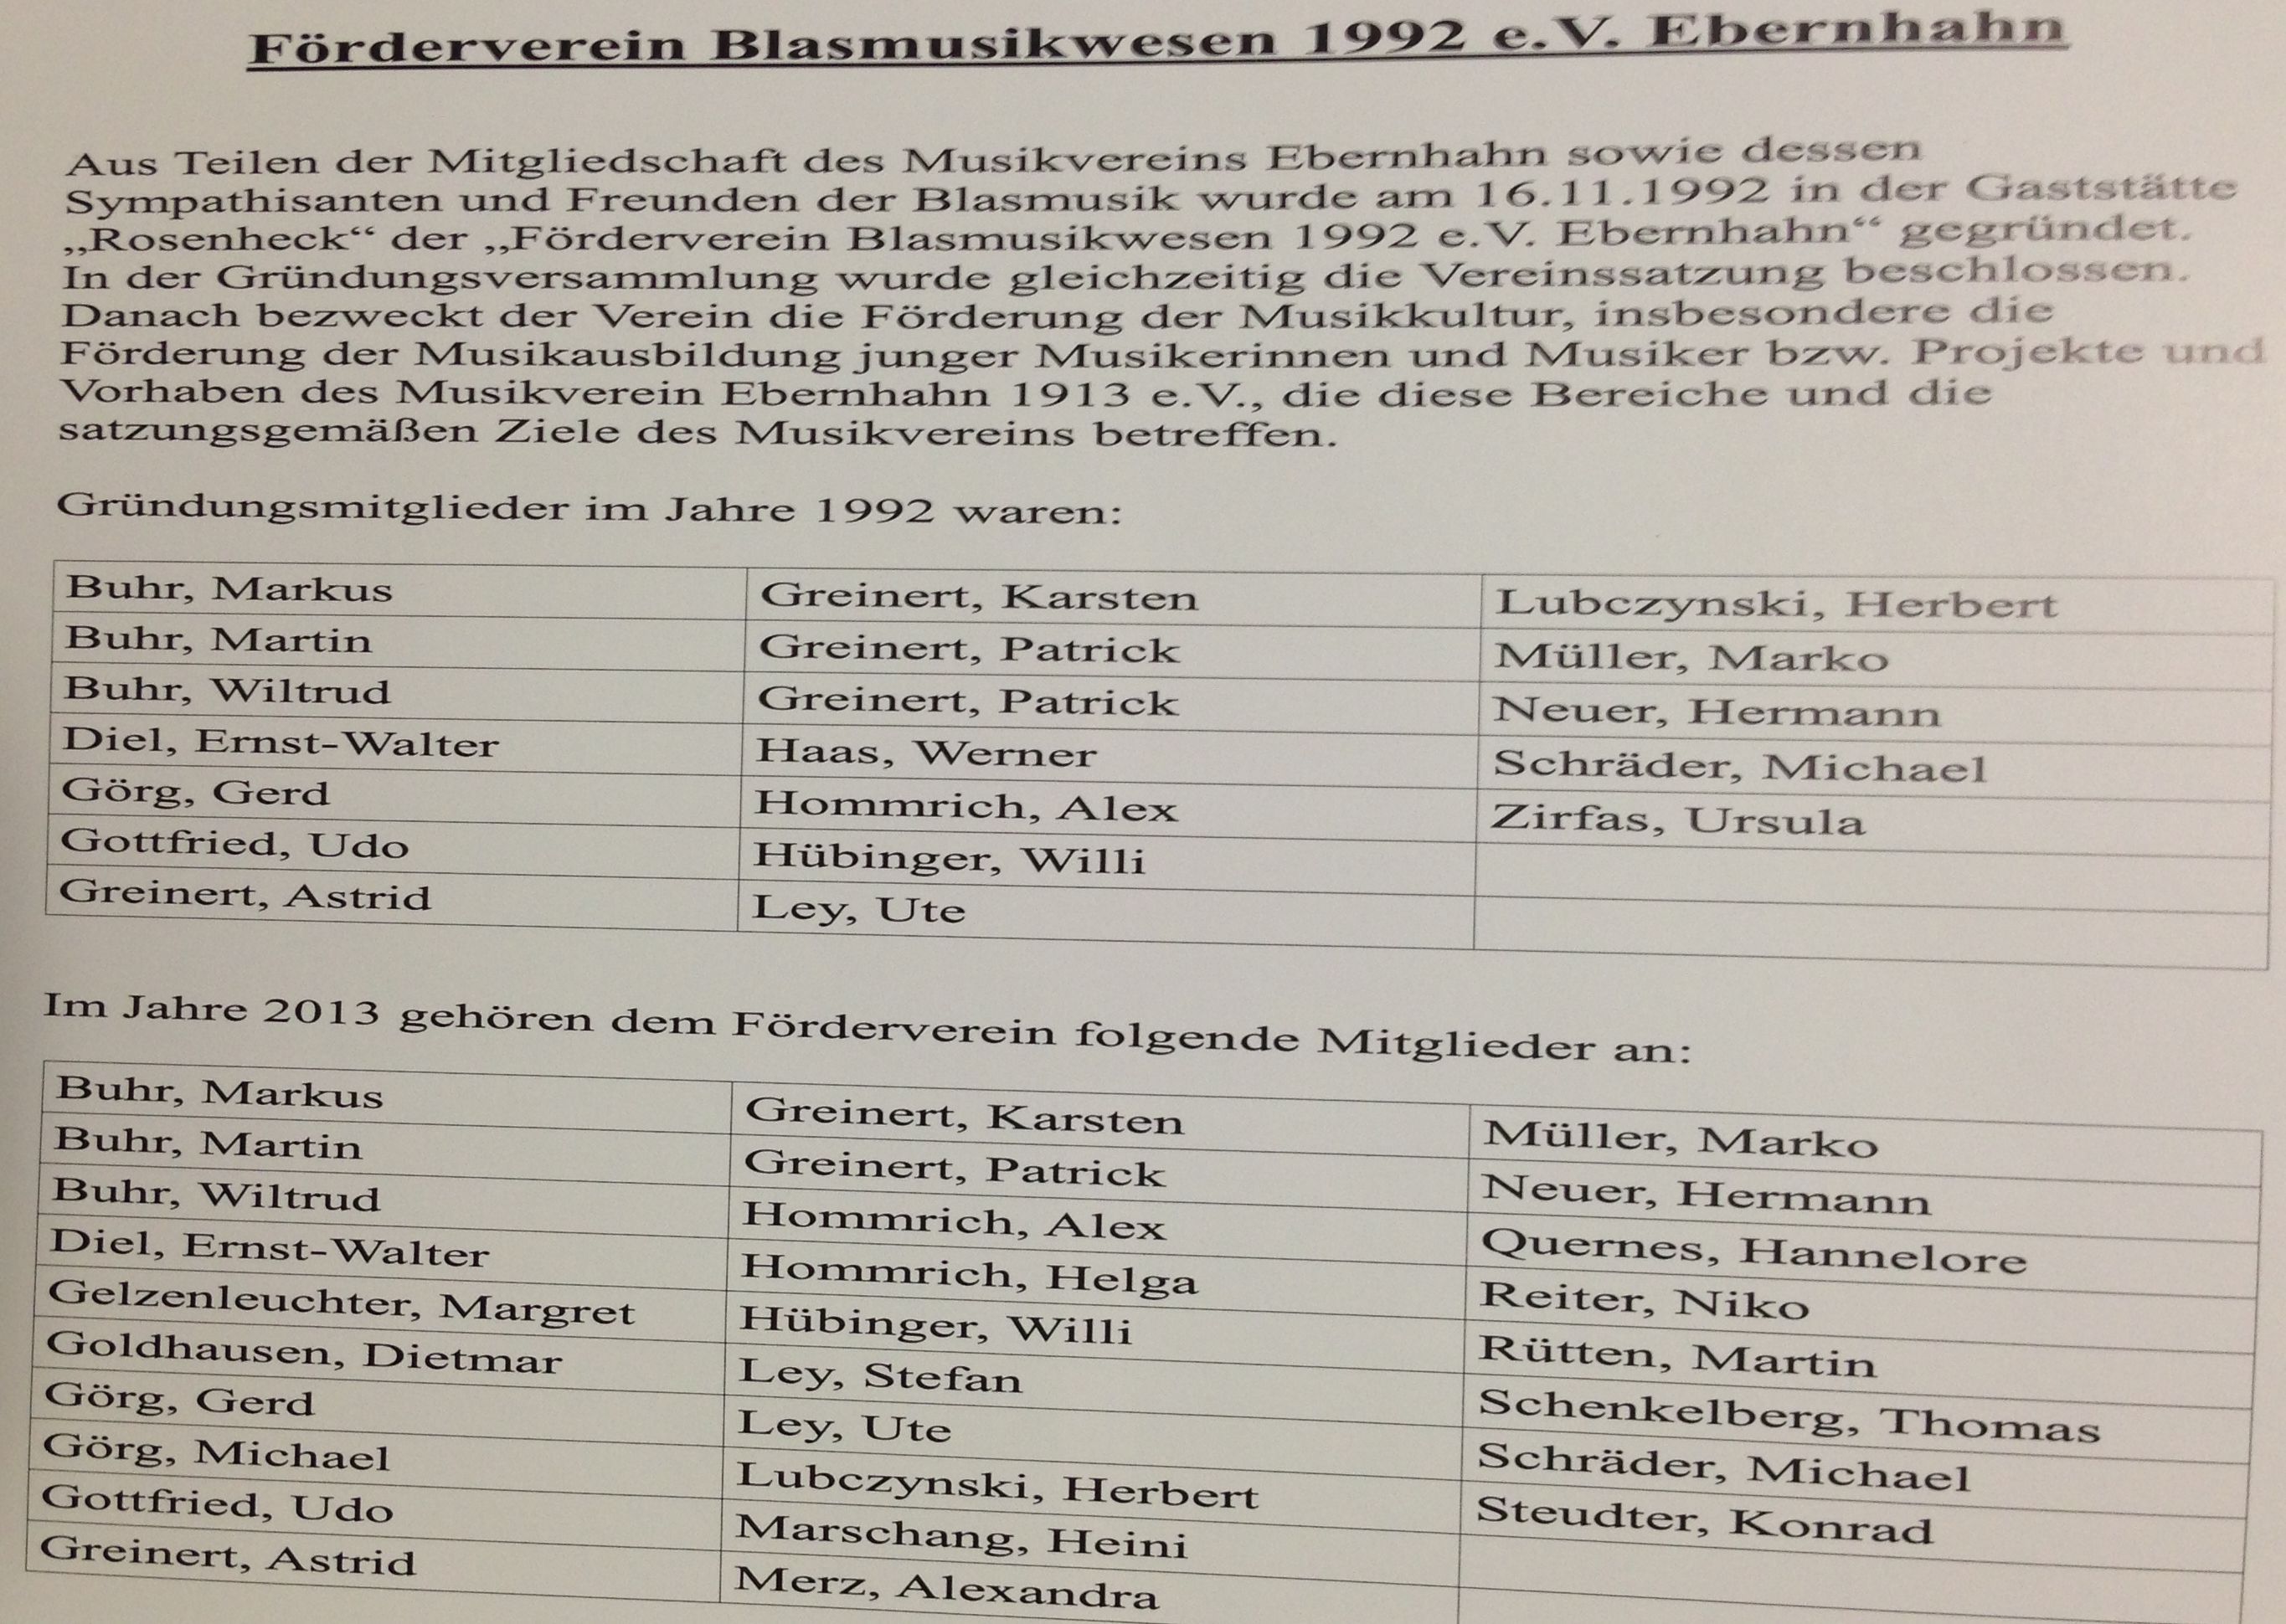 Förderverein Blasmusikwesen 1992 e.V. Ebernhahn
Aus Teilen der Mitgliedschaft des Musikvereins Ebernhahn sowie dessen
Sympathisanten und Freunden der Blasmusik wurde am 16.11.1992 in der Gaststätte
„Rosenheck“ der „Förderverein Blasmusikwesen 1992 e.V. Ebernhahn“ gegründet.
In der Gründungsversammlung wurde gleichzeitig die Vereinssatzung beschlossen.
Danach bezweckt der Verein die Förderung der Musikkultur, insbesondere die
Förderung der Musikausbildung junger Musikerinnen und Musiker bzw. Projekte und
Vorhaben des Musikverein Ebernhahn 1913 e.V., die diese Bereiche und die
satzungsgemäßen Ziele des Musikvereins betreffen.
Gründungsmitglieder im Jahre 1992 waren:
Buhr, Markus Greinert, Karsten Lubczynski, Herbert
Buhr, Martin Greinert, Patrick Müller, Marko
Buhr, Wiltrud Greinert, Patrick Neuer, Hermann
Diel, Ernst-Walter Haas, Werner Schräder, Michael
Görg, Gerd Hommrich, Alex Zirfas, Ursula
Gottfried, Udo Hübinger, Willi
Greinert, Astrid Ley, Ute
Im Jahre 2013 gehören dem Förderverein folgende Mitglieder an:
Buhr, Markus Greinert, Karsten Müller, Marko
Buhr, Martin Greinert, Patrick Neuer, Hermann
Buhr, Wiltrud Hommrich, Alex Quernes, Hannelore
Diel, Ernst-Walter Hommrich, Helga Reiter, Niko
Gelzenleuchter, Margret Hübinger, Willi Rütten, Martin
Goldhausen, Dietmar Ley, Stefan Schenkelberg, Thomas
Görg, Gerd Ley, Ute Schräder, Michael
Görg, Michael Lubczynski, Herbert Steudter, Konrad
Gottfried, Udo Marschang, Heini
Greinert, Astrid Merz, Alexandra